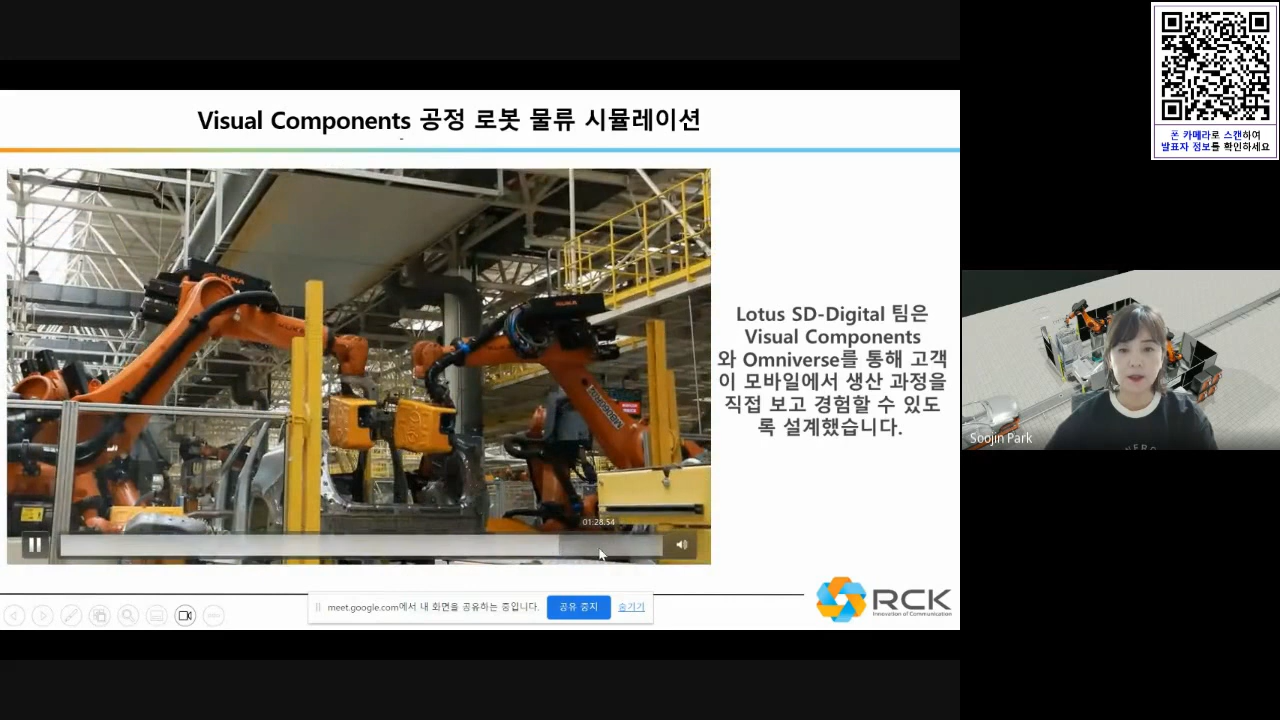 Visual Components 공정 로봇 물류 시뮬레이션
폰 카메라로 스캔하여
발표자 정보를 확인하세요
KUKA
KUKA
KUKA
Lotus SD-Digital 팀은
Visual Components
와 Omniverse를 통해 고객
이 모바일에서 생산 과정을
직접 보고 경험할 수 있도
록 설계했습니다.
Soojin Park
01:28.54
meet.google.com에서 내 화면을 공유하는 중입니다.
공유 중지
숨기기
RCK
Innovation of Communication